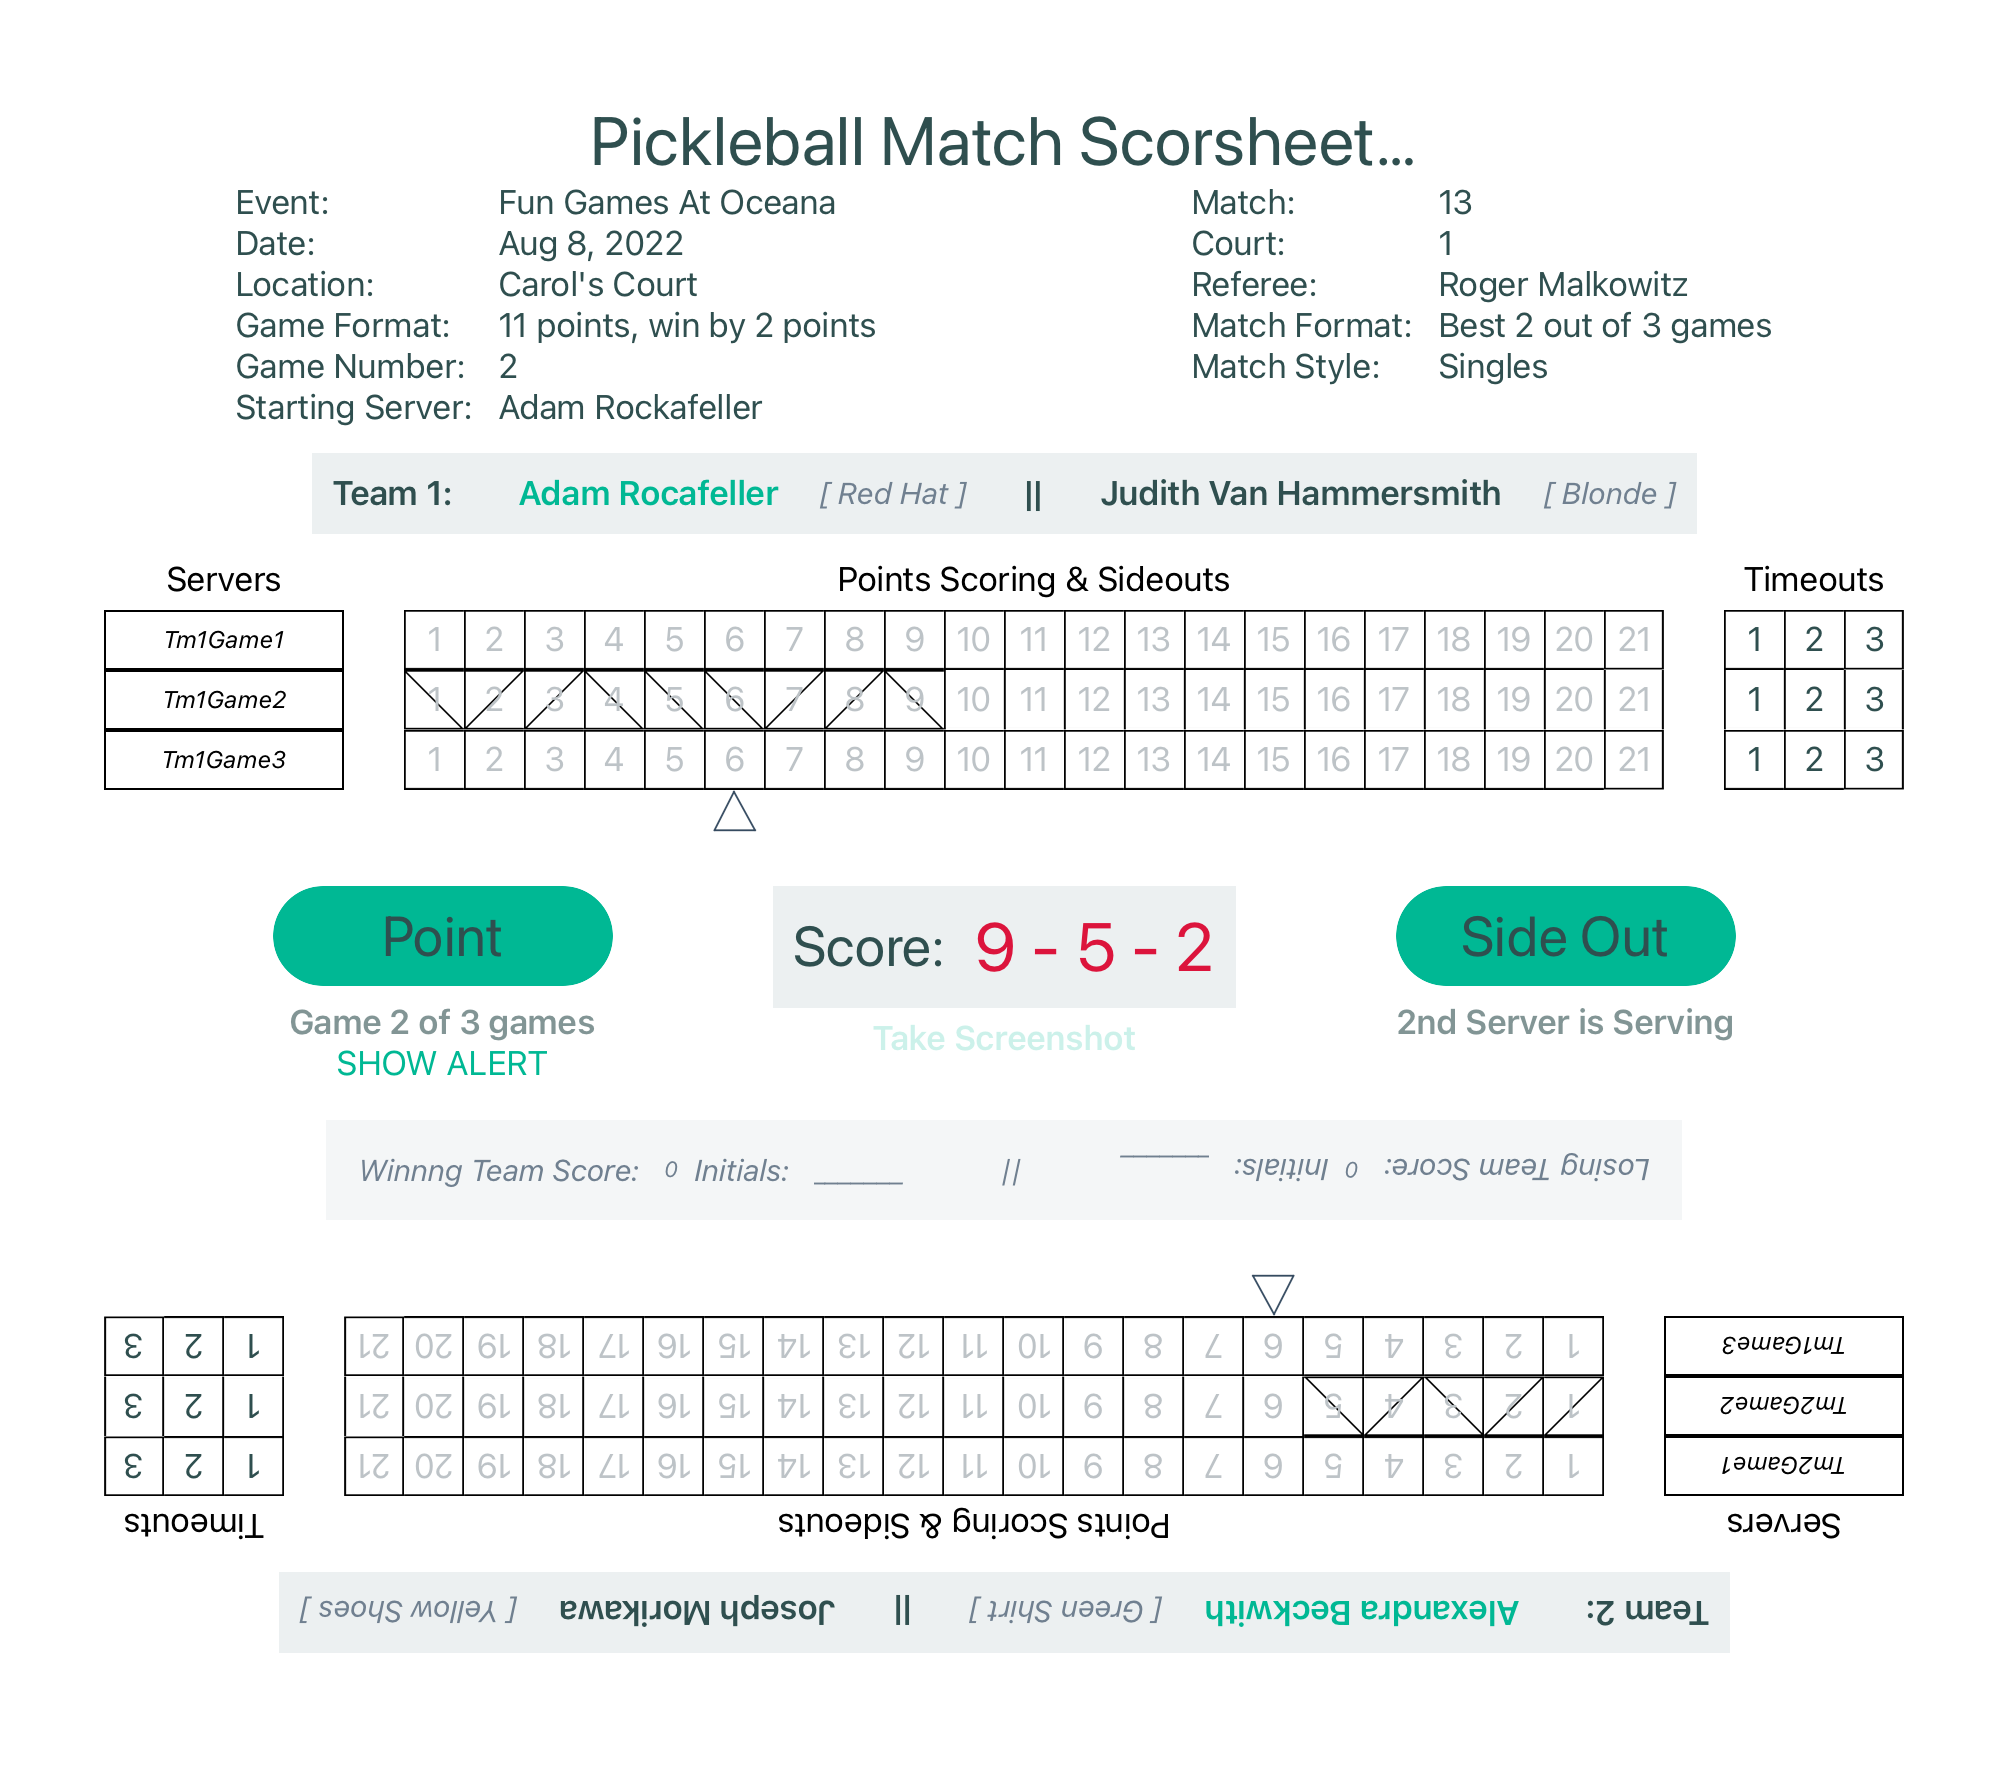 Pickleball Match Scorsheet...
Event: Fun Games At Oceana Match: 13
Date: Aug 8, 2022 Court: 1
Location: Carol's Court Referee: Roger Malkowitz
Game Format: 11 points, win by 2 points Match Format: Best 2 out of 3 games
Game Number: 2 Match Style: Singles
Starting Server: Adam Rockafeller
Team 1: Adam Rocafeller [ Red Hat ] || Judith Van Hammersmith [ Blonde ]
Servers Points Scoring & Sideouts Timeouts
Tm1Game1 1 2 3 4 5 6 7 8 9 10 11 12 13 14 15 16 17 18 19 20 21 1 2 3
Tm1Game2 1 2 3 4 5 6 7 8 9 10 11 12 13 14 15 16 17 18 19 20 21 1 2 3
Tm1Game3 1 2 3 4 5 6 7 8 9 10 11 12 13 14 15 16 17 18 19 20 21 1 2 3
Point Score: 9 - 5 - 2 Side Out
Game 2 of 3 games Take Screenshot 2nd Server is Serving
SHOW ALERT
Winnng Team Score: 0 Initials: ______ || Losing Team Score: 0 Initials: ______
Team 2: Alexandra Beckwith [ Green Shirt ] || Joseph Morikawa [ Yellow Shoes ]
Servers Points Scoring & Sideouts Timeouts
Tm2Game1 1 2 3 4 5 6 7 8 9 10 11 12 13 14 15 16 17 18 19 20 21 1 2 3
Tm2Game2 1 2 3 4 5 6 7 8 9 10 11 12 13 14 15 16 17 18 19 20 21 1 2 3
Tm1Game3 1 2 3 4 5 6 7 8 9 10 11 12 13 14 15 16 17 18 19 20 21 1 2 3